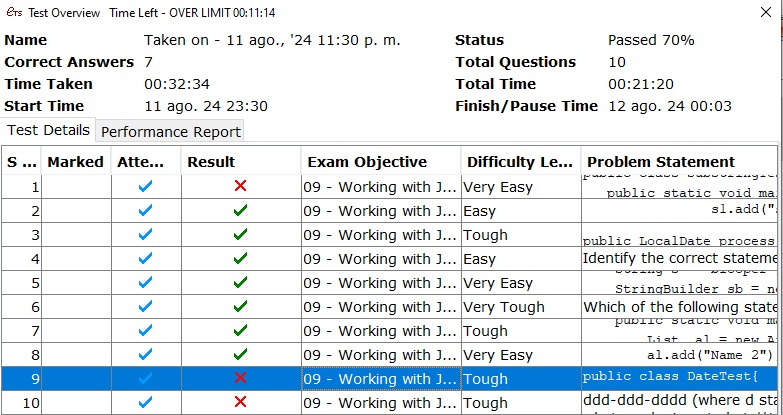 ETS Test Overview Time Left - OVER LIMIT 00:11:14
Name Taken on - 11 ago., '24 11:30 p. m. Status Passed 70%
Correct Answers 7 Total Questions 10
Time Taken 00:32:34 Total Time 00:21:20
Start Time 11 ago. 24 23:30 Finish/Pause Time 12 ago. 24 00:03
Test Details Performance Report
S ... Marked Atte... Result Exam Objective Difficulty Le... Problem Statement
1 09 - Working with J... Very Easy public static void mai
2 09 - Working with J... Easy sl.add("
3 09 - Working with J... Tough public LocalDate process
4 09 - Working with J... Easy Identify the correct stateme
5 09 - Working with J... Very Easy StringBuilder sb = ne
6 09 - Working with J... Very Tough Which of the following state
7 09 - Working with J... Tough public static void ma
List al = new A
8 09 - Working with J... Very Easy al.add("Name 2")
9 09 - Working with J... Tough public class DateTest{
10 09 - Working with J... Tough ddd-ddd-dddd (where d sta